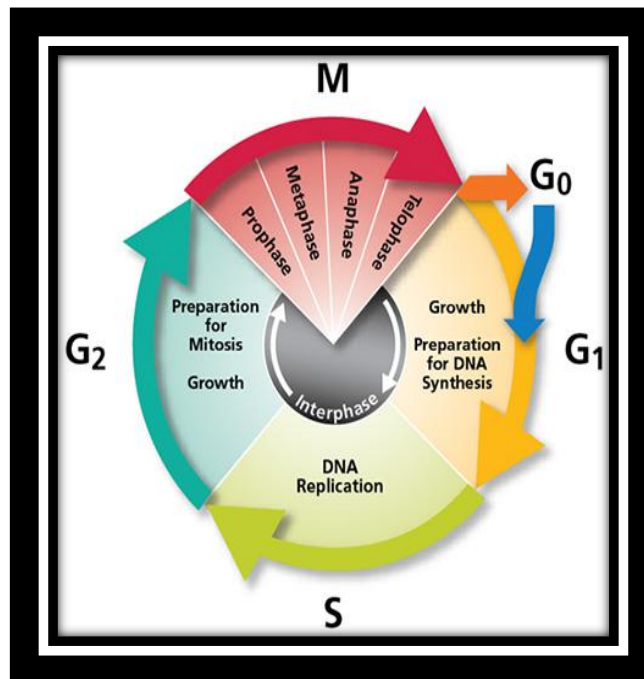 M
Prophase
Metaphase
Anaphase
Telophase
G₀
G₁
Growth
Preparation
for DNA
Synthesis
S
DNA
Replication
G₂
Preparation
for
Mitosis
Growth
Interphase